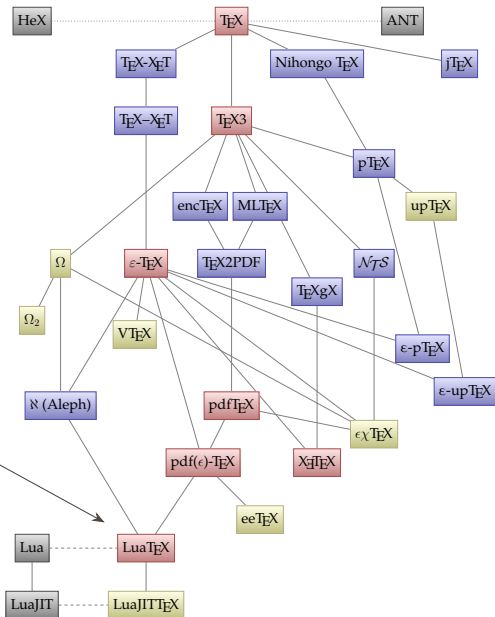 HeX TEX ANT
TEX-XET Nihongo TEX jTEX
TEX--XET TEX3
pTEX
encTEX MLTEX upTEX
Ω ε-TEX TEX2PDF NTS
TEXgX
Ω2 VTEX ε-pTEX
ε-upTEX
ℵ (Aleph) pdfTEX
ϵχTEX
pdf(ϵ)-TEX XƎTEX
eeTEX
Lua LuaTEX
LuaJIT LuaJITTEX